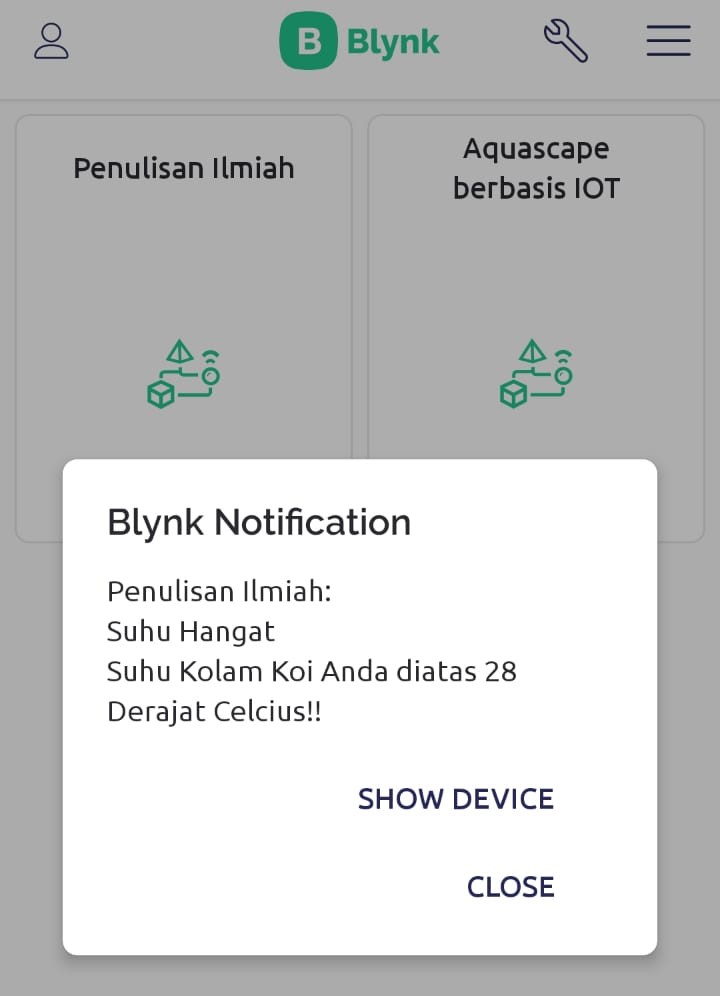 B Blynk
Penulisan Ilmiah
Aquascape
berbasis IOT
Blynk Notification
Penulisan Ilmiah:
Suhu Hangat
Suhu Kolam Koi Anda diatas 28
Derajat Celcius!!
SHOW DEVICE
CLOSE